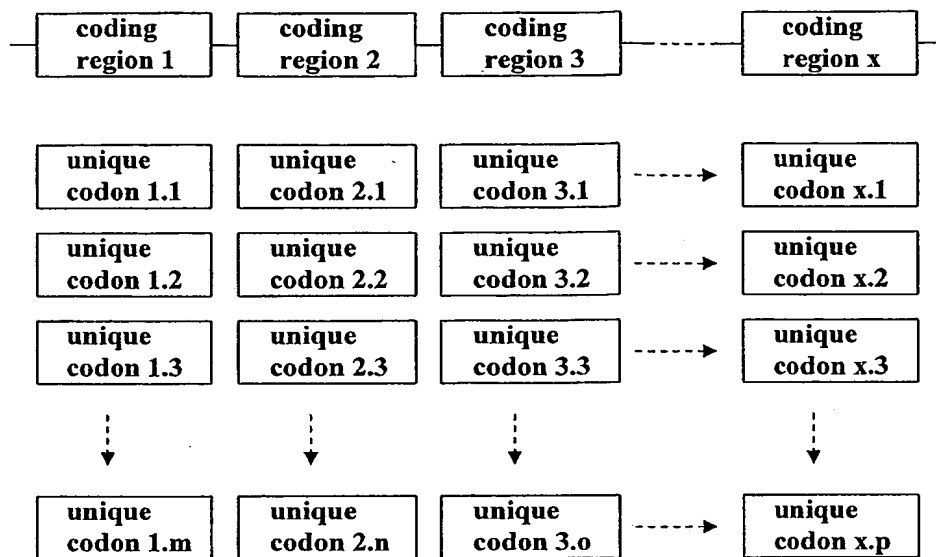 coding
region 1
coding
region 2
coding
region 3
coding
region x
unique
codon 1.1
unique
codon 2.1
unique
codon 3.1
unique
codon x.1
unique
codon 1.2
unique
codon 2.2
unique
codon 3.2
unique
codon x.2
unique
codon 1.3
unique
codon 2.3
unique
codon 3.3
unique
codon x.3
unique
codon 1.m
unique
codon 2.n
unique
codon 3.o
unique
codon x.p